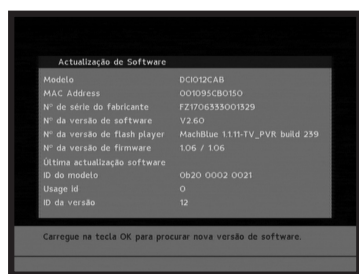 Actualização de Software
Modelo DCI012CAB
MAC Address 001095CB0150
Nº de série do fabricante FZ1706333001329
Nº da versão de software V2.60
Nº da versão de flash player MachBlue 1.1.11-TV_PVR build 239
Nº da versão de firmware 1.06 / 1.06
Última actualização software
ID do modelo 0b20 0002 0021
Usage id 0
ID da versão 12
Carregue na tecla OK para procurar nova versão de software.